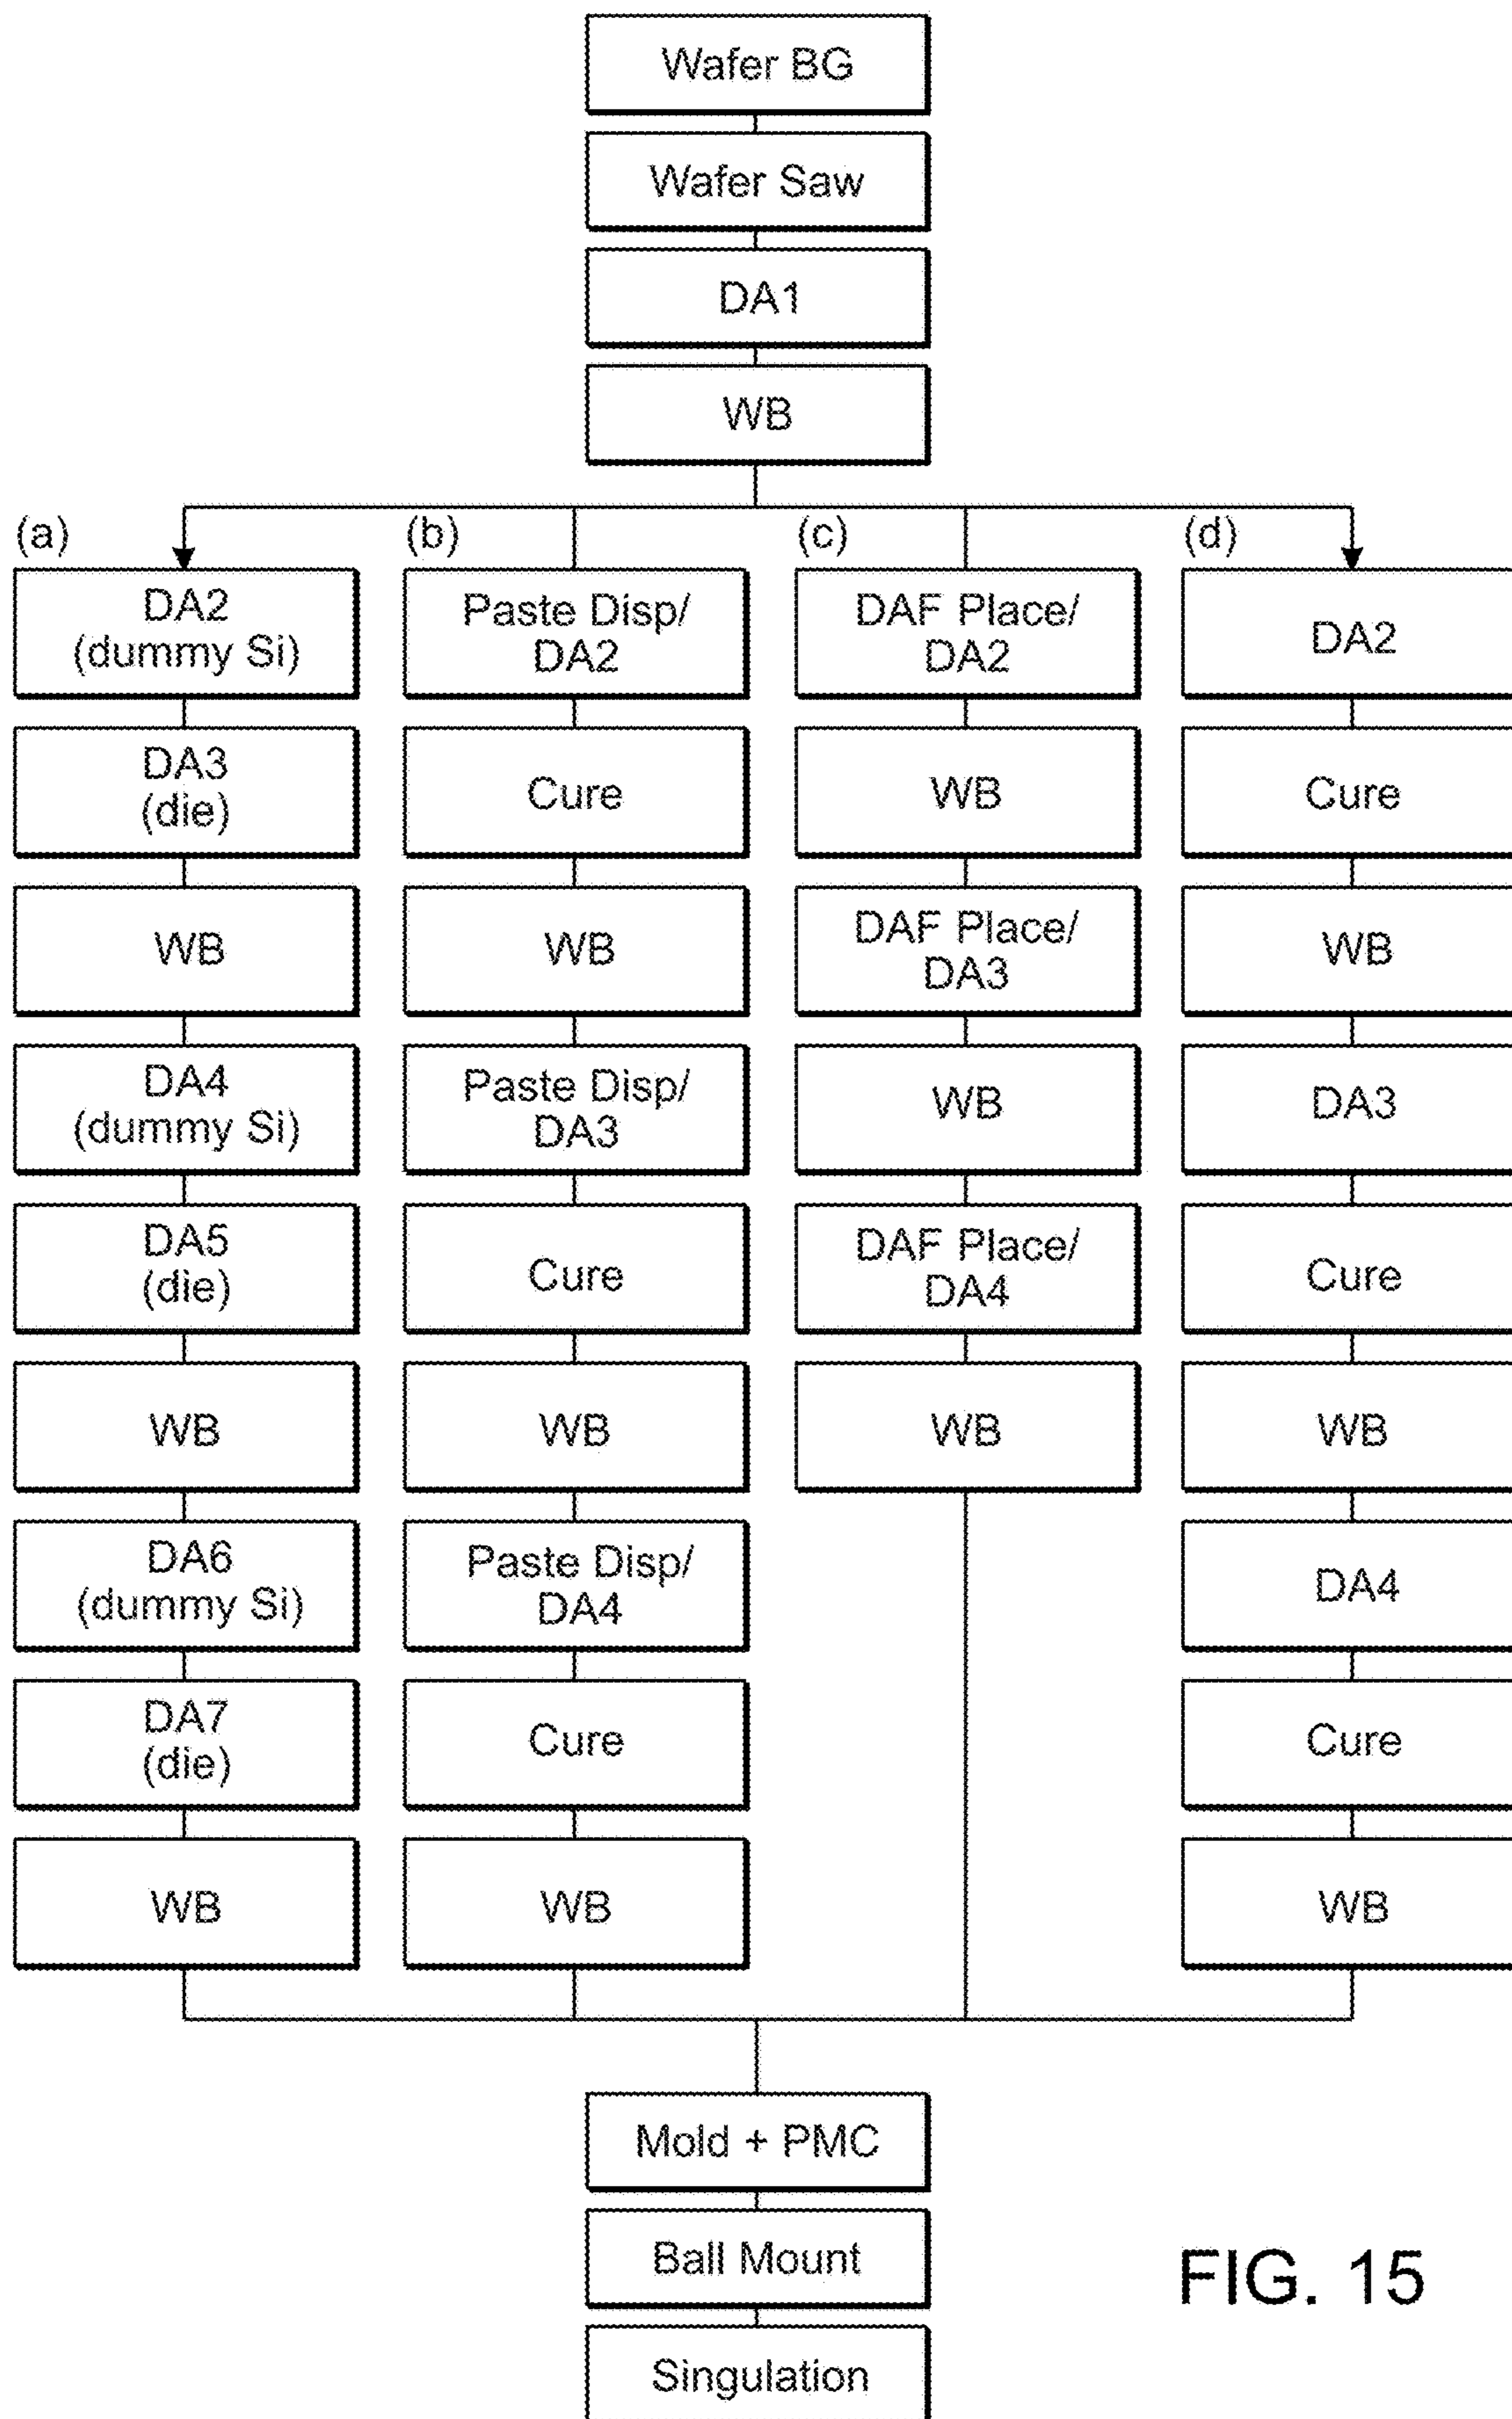 Wafer BG
Wafer Saw
DA1
WB
(a)
DA2
(dummy Si)
DA3
(die)
WB
DA4
(dummy Si)
DA5
(die)
WB
DA6
(dummy Si)
DA7
(die)
WB
(b)
Paste Disp/
DA2
Cure
WB
Paste Disp/
DA3
Cure
WB
Paste Disp/
DA4
Cure
WB
(c)
DAF Place/
DA2
WB
DAF Place/
DA3
WB
DAF Place/
DA4
WB
(d)
DA2
Cure
WB
DA3
Cure
WB
DA4
Cure
WB
Mold + PMC
Ball Mount
Singulation
FIG. 15